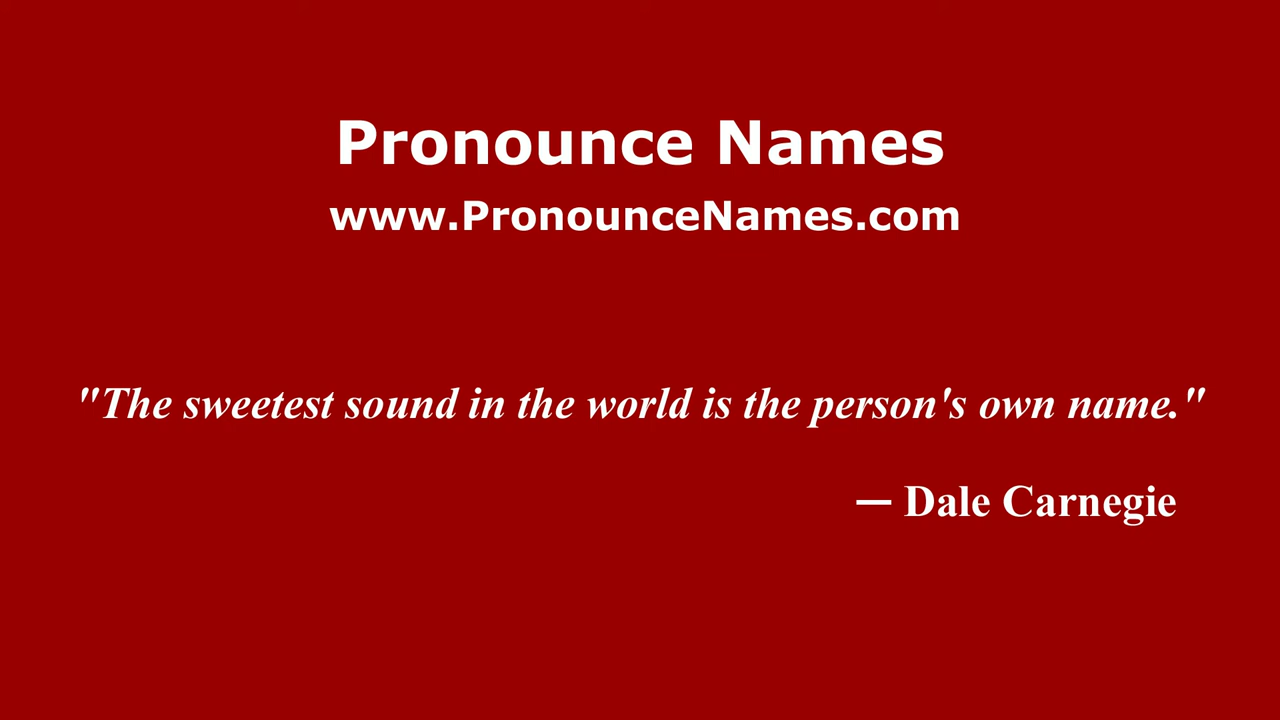 Pronounce Names
www.PronounceNames.com
"The sweetest sound in the world is the person's own name."
— Dale Carnegie